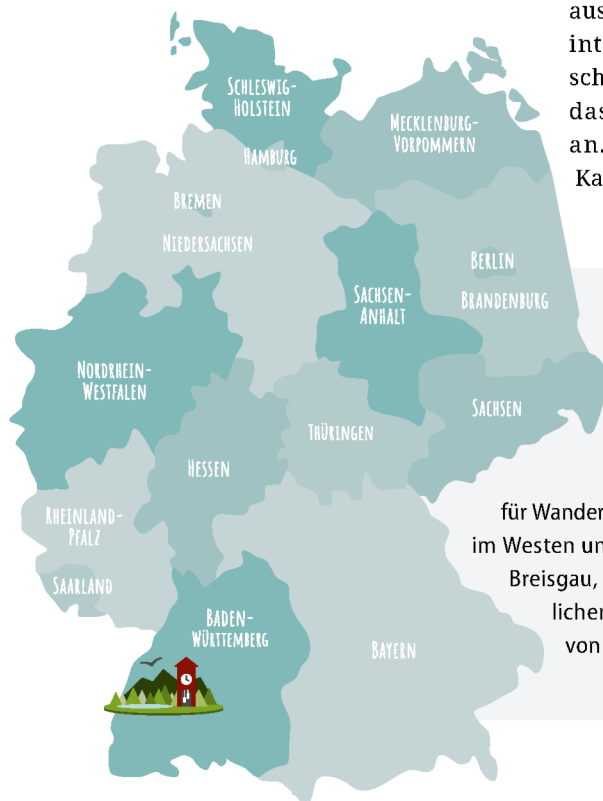 aus
int
sch
das
an.
Ka
SCHLESWIG-
HOLSTEIN
MECKLENBURG-
VORPOMMERN
HAMBURG
BREMEN
NIEDERSACHSEN
BERLIN
BRANDENBURG
SACHSEN-
ANHALT
NORDRHEIN-
WESTFALEN
SACHSEN
THÜRINGEN
HESSEN
RHEINLAND-
PFALZ
SAARLAND
BADEN-
WÜRTTEMBERG
BAYERN
für Wander
im Westen un
Breisgau,
licher
von